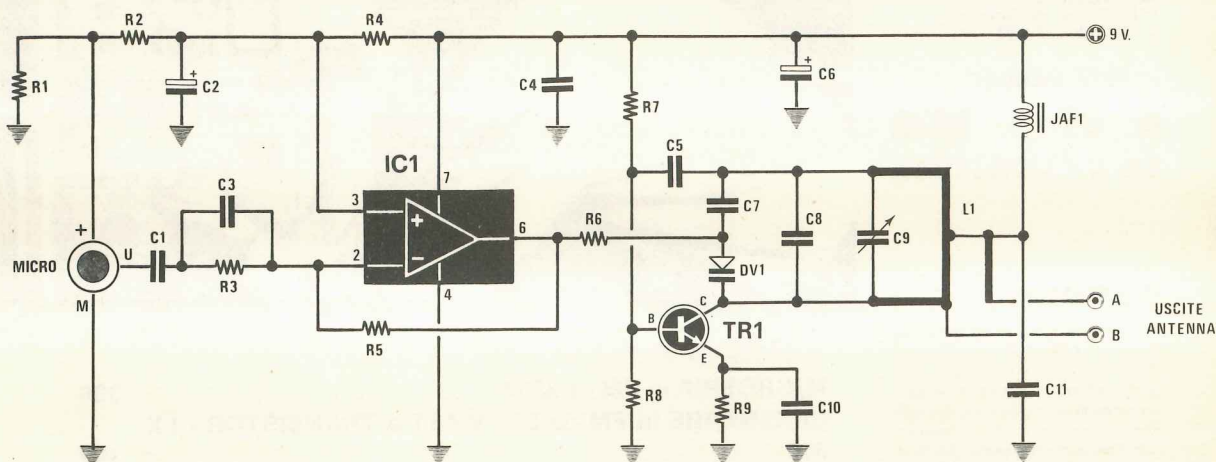 R2
R4
9 V.
R1
C2
C4
C6
R7
JAF1
C5
IC1
C3
7
C7
L1
3
+
6
R6
C8
C9
+
MICRO
U
C1
2
-
DV1
R3
4
C
A
USCITE
ANTENNA
M
B
TR1
B
R5
E
R8
R9
C10
C11